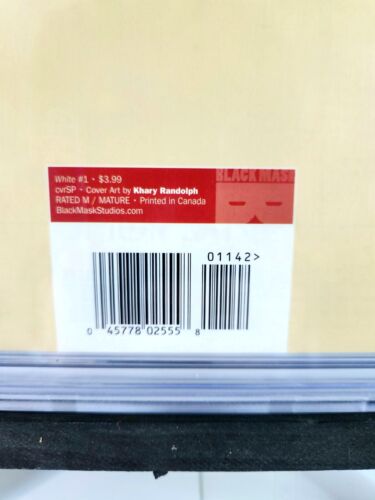 White #1 • $3.99
cvrSP • Cover Art by Khary Randolph
RATED M / MATURE • Printed in Canada
BlackMaskStudios.com
BLACK MASK
01142>
0 45778 02555 8